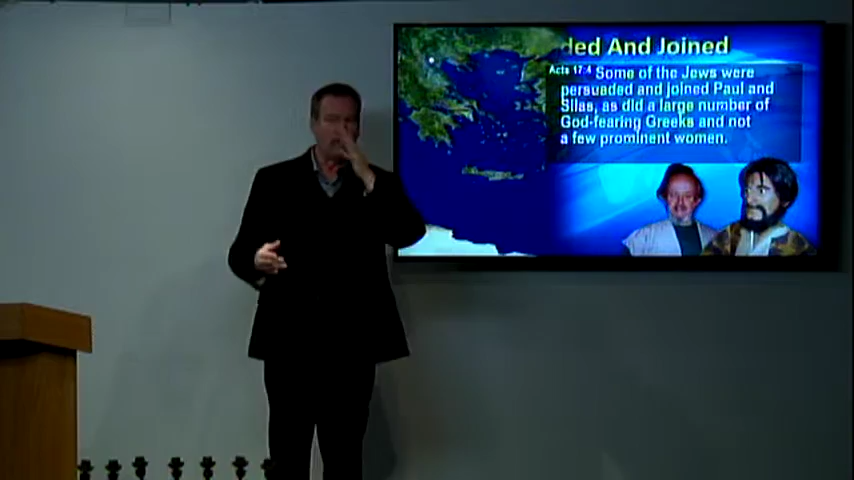 ded And Joined
Acts 17:4 Some of the Jews were
persuaded and joined Paul and
Silas, as did a large number of
God-fearing Greeks and not
a few prominent women.